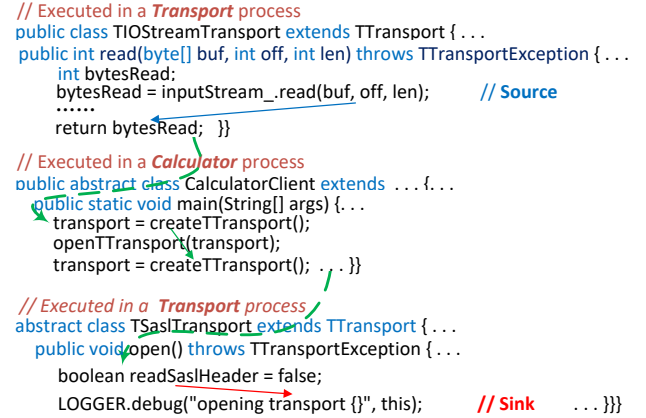 // Executed in a Transport process
public class TIOStreamTransport extends TTransport { . . .
public int read(byte[] buf, int off, int len) throws TTransportException { . . .
int bytesRead;
bytesRead = inputStream_.read(buf, off, len); // Source
......
return bytesRead; }}
// Executed in a Calculator process
public abstract class CalculatorClient extends . . . {. . .
public static void main(String[] args) {. . .
transport = createTTransport();
openTTransport(transport);
transport = createTTransport(); . . . }}
// Executed in a Transport process
abstract class TSaslTransport extends TTransport { . . .
public void open() throws TTransportException { . . .
boolean readSaslHeader = false;
LOGGER.debug("opening transport {}", this); // Sink . . . }}}